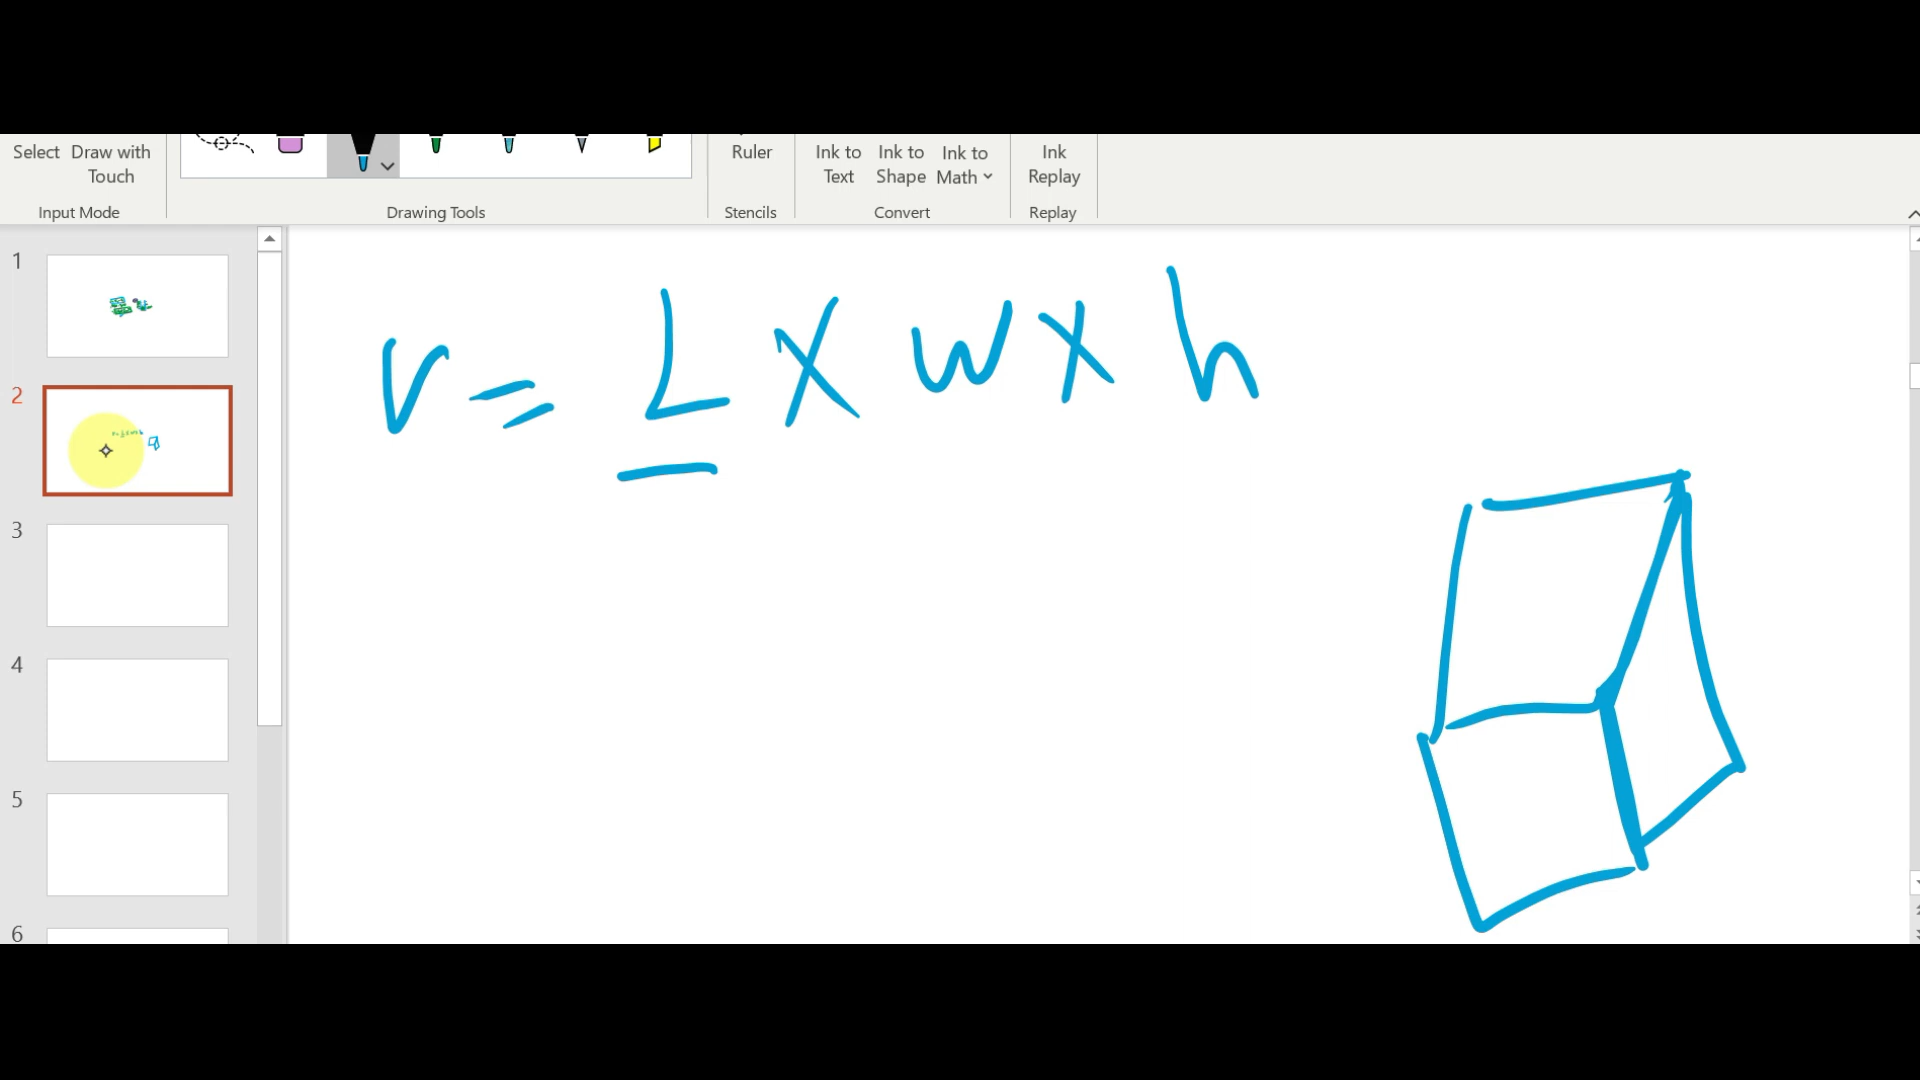 Select Draw with Touch
Ruler
Ink to Text Ink to Shape Ink to Math
Ink Replay
Input Mode Drawing Tools Stencils Convert Replay
1
2
3
4
5
6
V = L X W X h